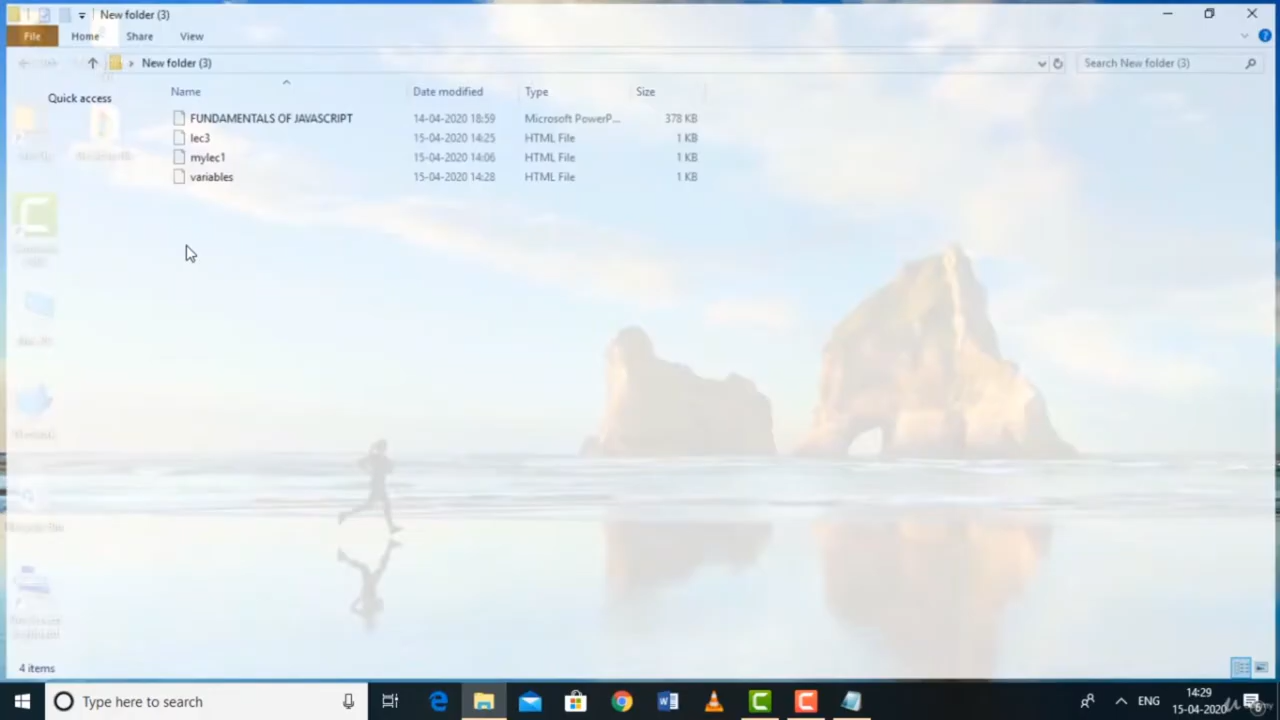 New folder (3)
File Home Share View
New folder (3) Search New folder (3)
Quick access
Name Date modified Type Size
FUNDAMENTALS OF JAVASCRIPT 14-04-2020 18:59 Microsoft PowerP... 378 KB
lec3 15-04-2020 14:25 HTML File 1 KB
mylec1 15-04-2020 14:06 HTML File 1 KB
variables 15-04-2020 14:28 HTML File 1 KB
4 items
Type here to search
ENG
14:29
15-04-2020